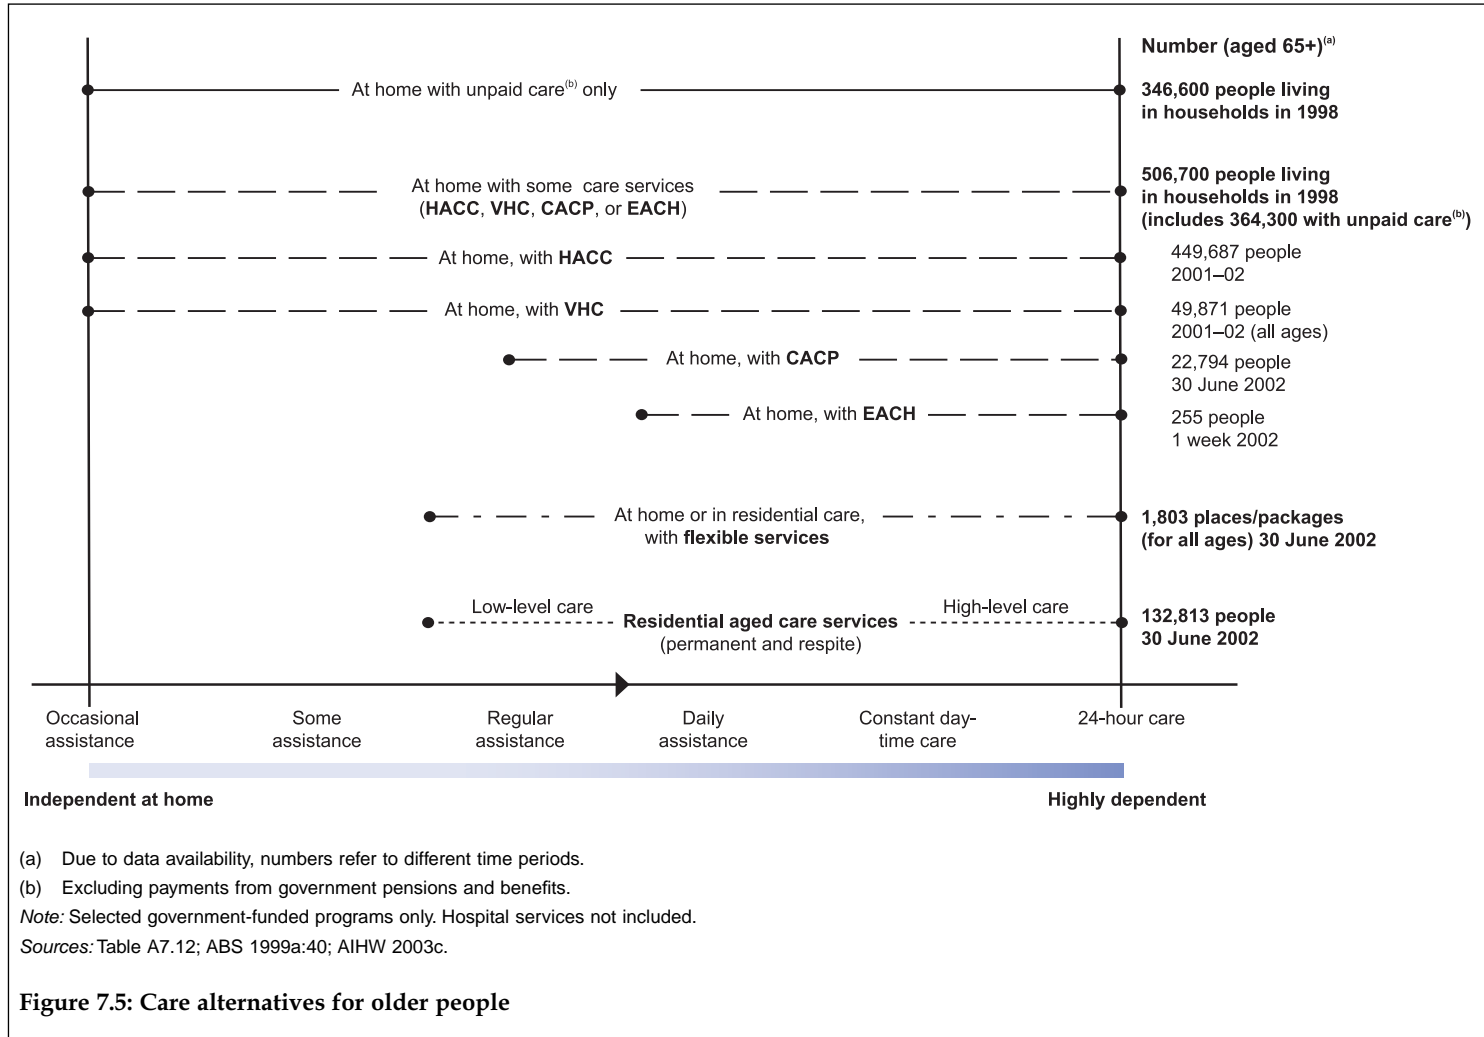 Number (aged 65+)(a)
At home with unpaid care(b) only
346,600 people living
in households in 1998
At home with some care services
(HACC, VHC, CACP, or EACH)
506,700 people living
in households in 1998
(includes 364,300 with unpaid care(b))
At home, with HACC
449,687 people
2001–02
At home, with VHC
49,871 people
2001–02 (all ages)
At home, with CACP
22,794 people
30 June 2002
At home, with EACH
255 people
1 week 2002
At home or in residential care,
with flexible services
1,803 places/packages
(for all ages) 30 June 2002
Low-level care
Residential aged care services
(permanent and respite)
High-level care
132,813 people
30 June 2002
Occasional
assistance
Some
assistance
Regular
assistance
Daily
assistance
Constant day-
time care
24-hour care
Independent at home
Highly dependent
(a) Due to data availability, numbers refer to different time periods.
(b) Excluding payments from government pensions and benefits.
Note: Selected government-funded programs only. Hospital services not included.
Sources: Table A7.12; ABS 1999a:40; AIHW 2003c.
Figure 7.5: Care alternatives for older people